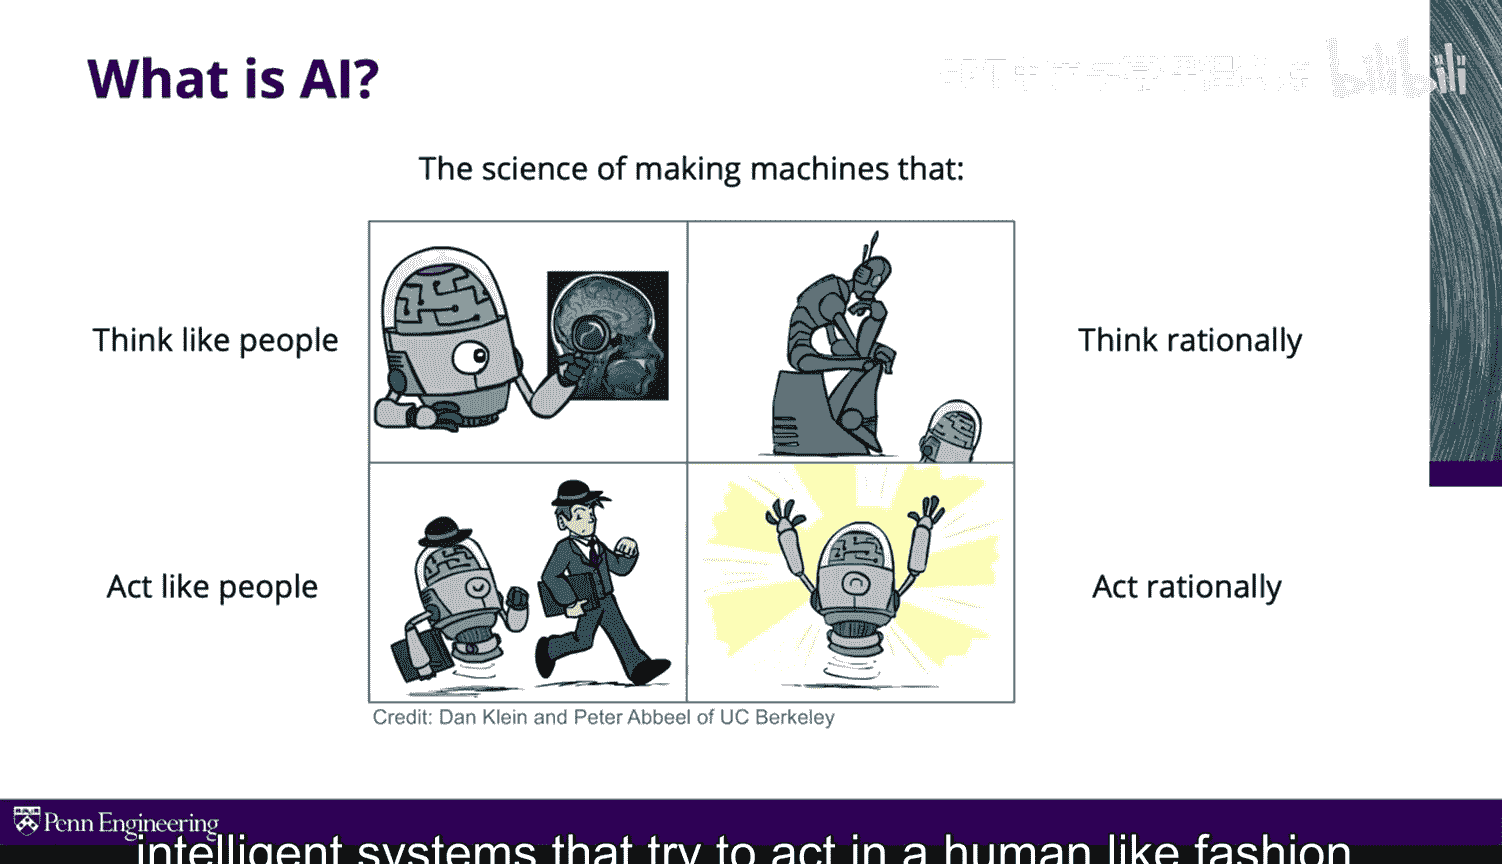 What is AI?
bilibili
The science of making machines that:
Think like people
Think rationally
Act like people
Act rationally
Credit: Dan Klein and Peter Abbeel of UC Berkeley
Penn Engineering
intelligent systems that try to act in a human like fashion